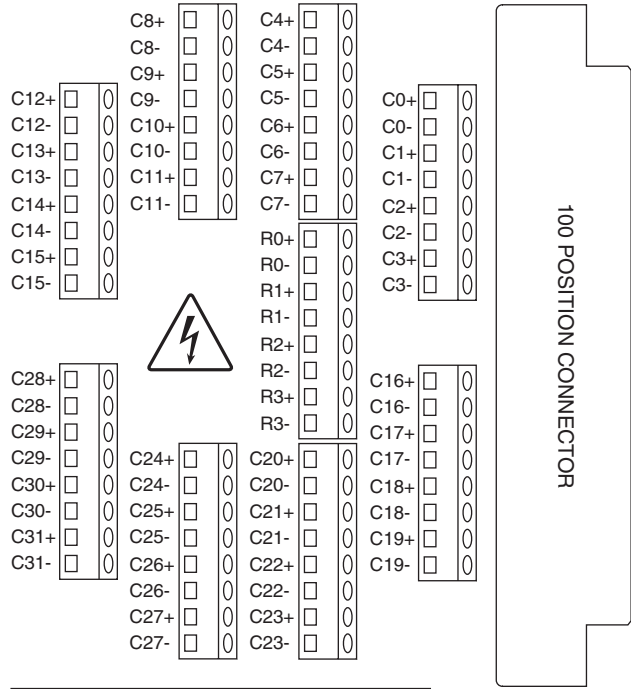 C8+
C8-
C9+
C9-
C10+
C10-
C11+
C11-
C4+
C4-
C5+
C5-
C6+
C6-
C7+
C7-
C12+
C12-
C13+
C13-
C14+
C14-
C15+
C15-
C0+
C0-
C1+
C1-
C2+
C2-
C3+
C3-
R0+
R0-
R1+
R1-
R2+
R2-
R3+
R3-
C28+
C28-
C29+
C29-
C30+
C30-
C31+
C31-
C24+
C24-
C25+
C25-
C26+
C26-
C27+
C27-
C20+
C20-
C21+
C21-
C22+
C22-
C23+
C23-
C16+
C16-
C17+
C17-
C18+
C18-
C19+
C19-
100 POSITION CONNECTOR